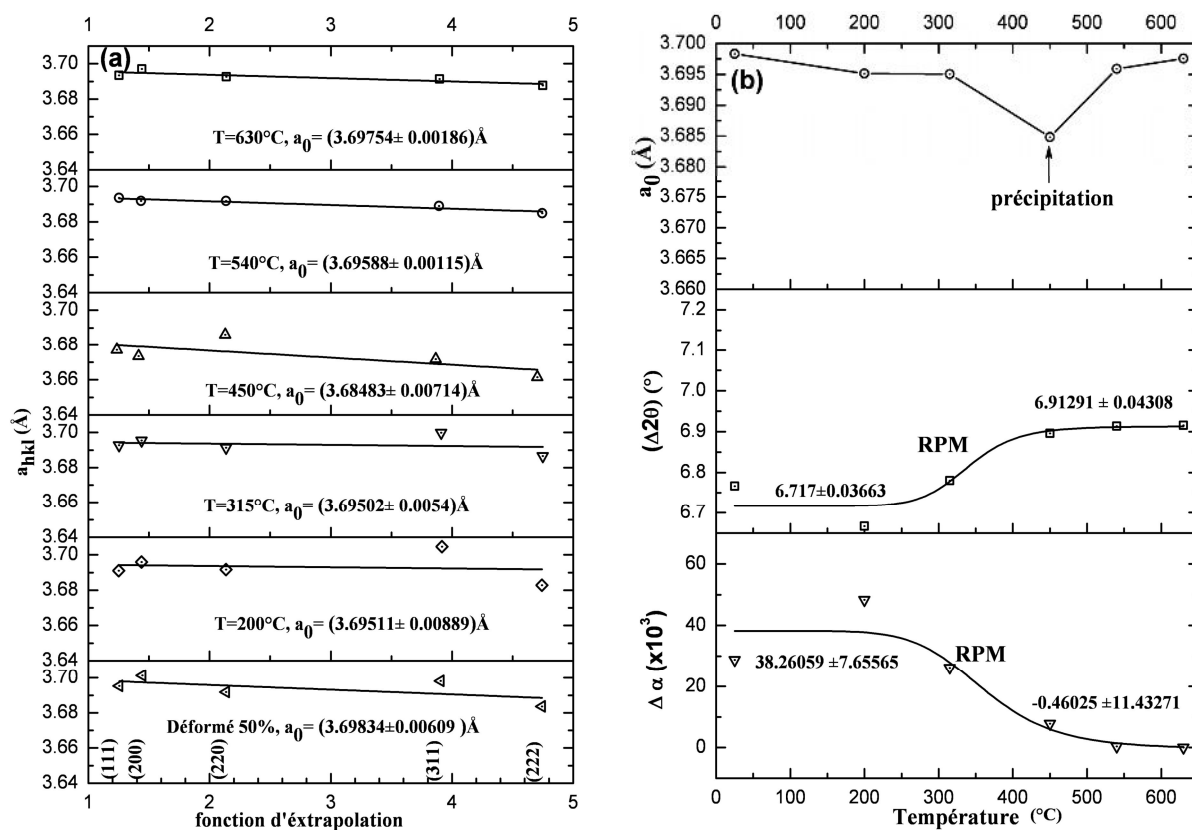 1 2 3 4 5
(a)
3.70
3.68
3.66
3.64
T=630°C, a0= (3.69754± 0.00186)Å
3.70
3.68
3.66
3.64
T=540°C, a0= (3.69588± 0.00115)Å
3.70
3.68
3.66
3.64
T=450°C, a0= (3.68483± 0.00714)Å
3.70
3.68
3.66
3.64
T=315°C, a0= (3.69502± 0.0054)Å
3.70
3.68
3.66
3.64
T=200°C, a0= (3.69511± 0.00889)Å
3.70
3.68
3.66
3.64
Déformé 50%, a0= (3.69834±0.00609 )Å
(111) (200) (220) (311) (222)
1 2 3 4 5
ahkl (Å)
fonction d'éxtrapolation
0 100 200 300 400 500 600
(b)
3.700
3.695
3.690
3.685
3.680
3.675
3.670
3.665
3.660
a0 (Å)
précipitation
7.2
7.1
7.0
6.9
6.8
6.7
(Δ2θ) (°)
6.91291 ± 0.04308
RPM
6.717±0.03663
60
40
20
0
Δ α (x10³)
RPM
38.26059 ±7.65565
-0.46025 ±11.43271
0 100 200 300 400 500 600
Température (°C)